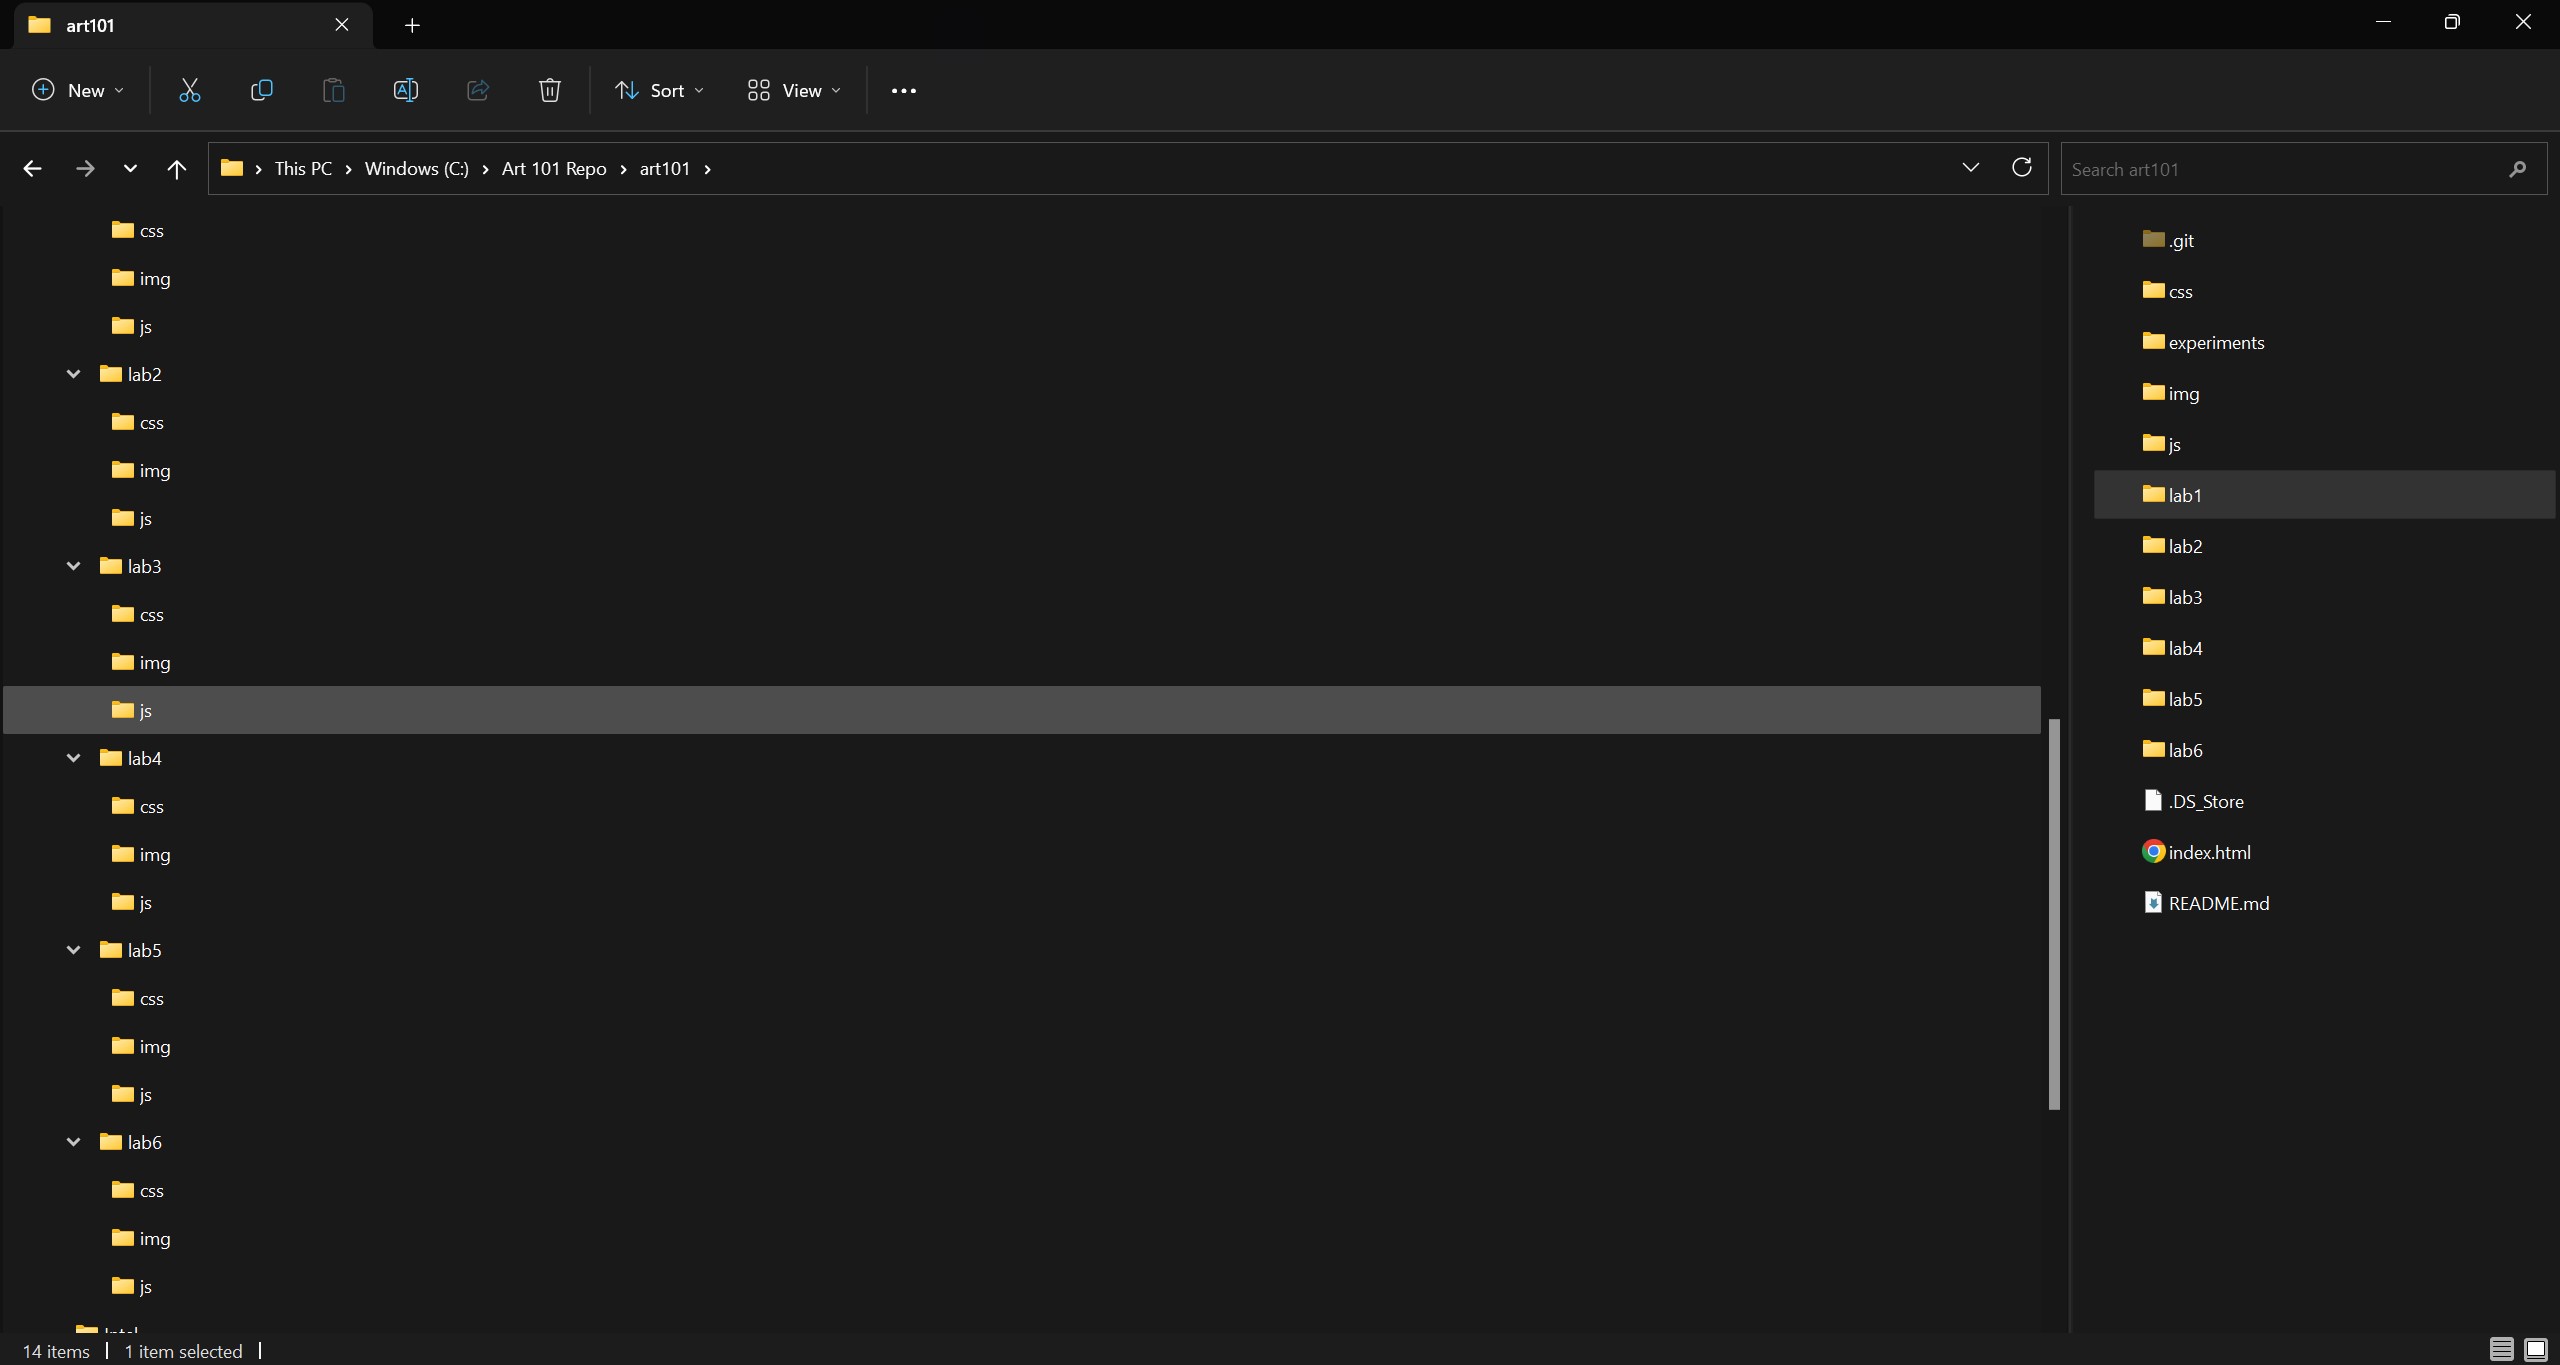 art101
New
Sort
View
This PC > Windows (C:) > Art 101 Repo > art101 >
Search art101
css
img
js
lab2
css
img
js
lab3
css
img
js
lab4
css
img
js
lab5
css
img
js
lab6
css
img
js
.git
css
experiments
img
js
lab1
lab2
lab3
lab4
lab5
lab6
.DS_Store
index.html
README.md
14 items
1 item selected